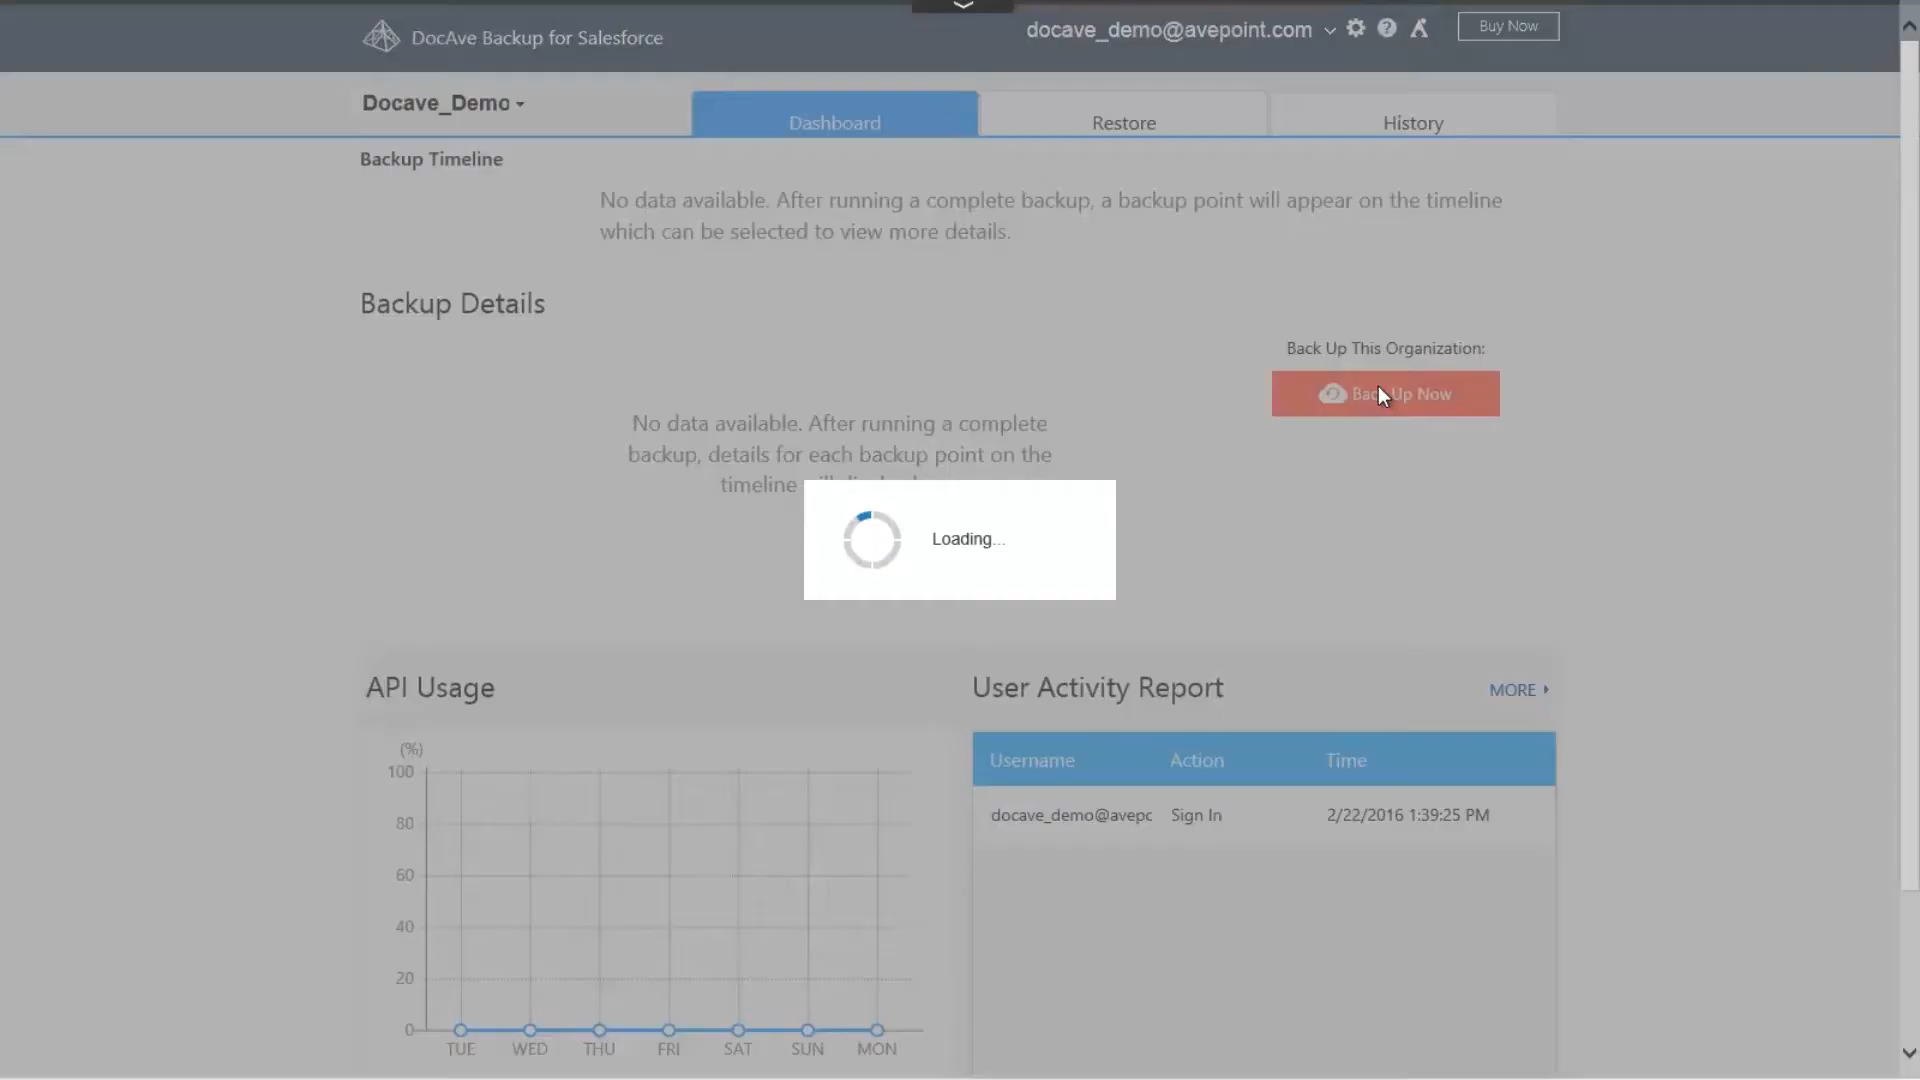 DocAve Backup for Salesforce
docave_demo@avepoint.com
Buy Now
Docave_Demo
Dashboard
Restore
History
Backup Timeline
No data available. After running a complete backup, a backup point will appear on the timeline
which can be selected to view more details.
Backup Details
Back Up This Organization:
Up Now
No data available. After running a complete
backup, details for each backup point on the
timeline
Loading...
API Usage
User Activity Report
MORE
(%)
100
80
60
40
20
0
TUE WED THU FRI SAT SUN MON
Username Action Time
docave_demo@avepc Sign In 2/22/2016 1:39:25 PM